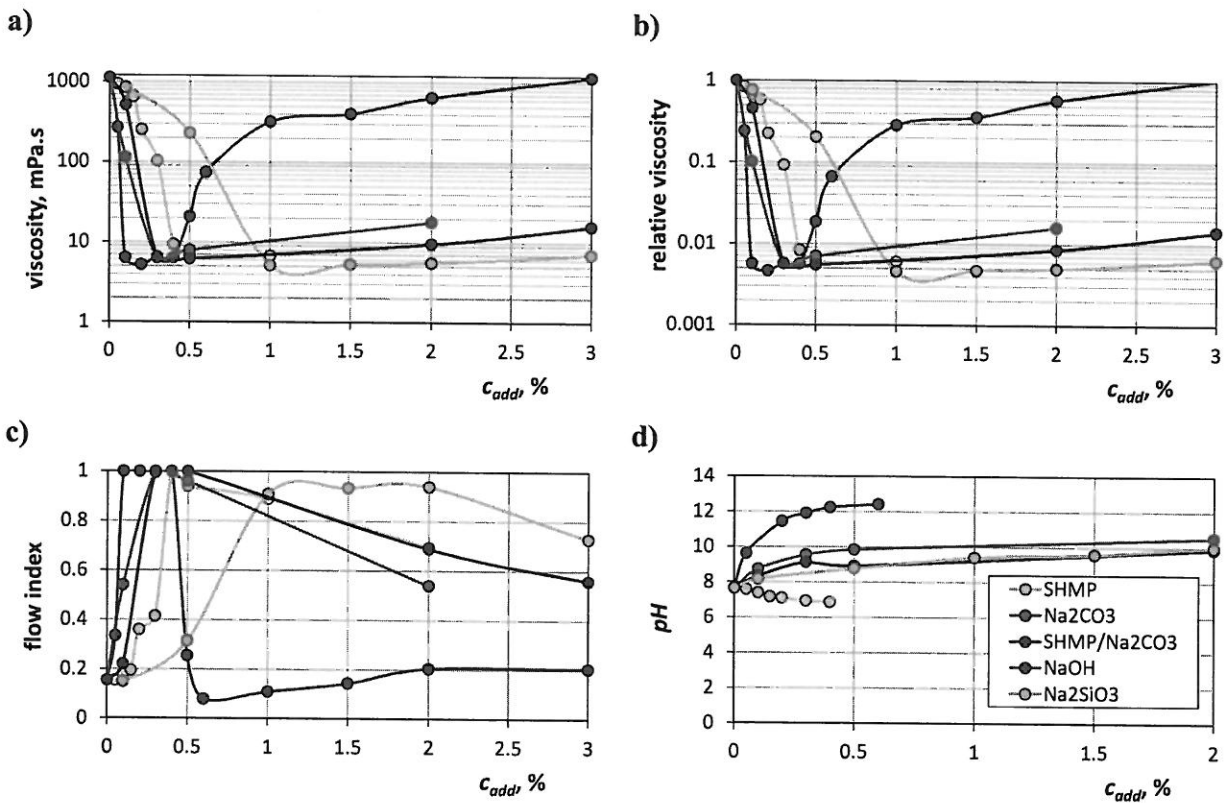 a)
viscosity, mPa.s
1000
100
10
1
0 0.5 1 1.5 2 2.5 3
c_add, %
b)
relative viscosity
1
0.1
0.01
0.001
0 0.5 1 1.5 2 2.5 3
c_add, %
c)
flow index
1
0.8
0.6
0.4
0.2
0
0 0.5 1 1.5 2 2.5 3
c_add, %
d)
pH
14
12
10
8
6
4
2
0
0 0.5 1 1.5 2
c_add, %
SHMP
Na2CO3
SHMP/Na2CO3
NaOH
Na2SiO3